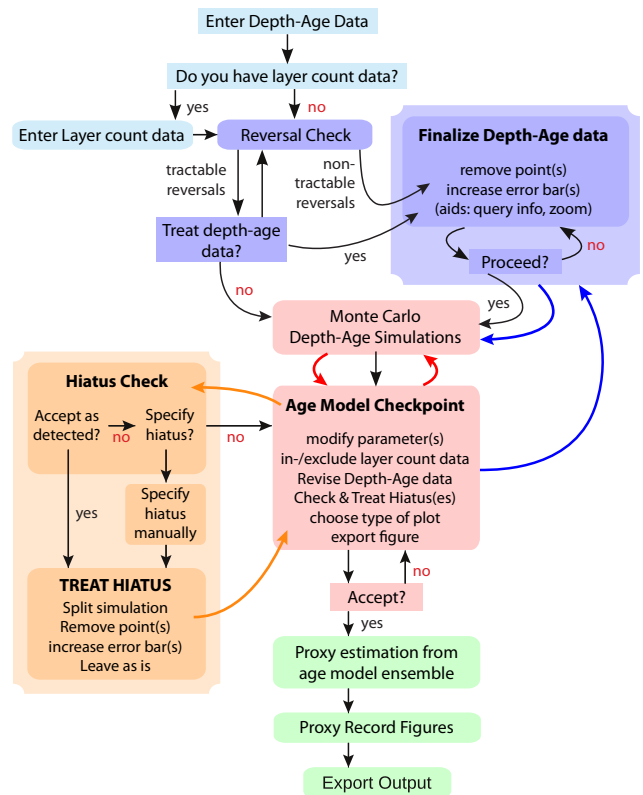 Enter Depth-Age Data
Do you have layer count data?
yes
no
Enter Layer count data
Reversal Check
Finalize Depth-Age data
remove point(s)
increase error bar(s)
(aids: query info, zoom)
tractable
reversals
non-
tractable
reversals
Treat depth-age
data?
yes
no
Proceed?
no
yes
Monte Carlo
Depth-Age Simulations
Hiatus Check
Accept as
detected?
no
Specify
hiatus?
no
Age Model Checkpoint
modify parameter(s)
in-/exclude layer count data
Revise Depth-Age data
Check & Treat Hiatus(es)
choose type of plot
export figure
Specify
hiatus
manually
yes
TREAT HIATUS
Split simulation
Remove point(s)
increase error bar(s)
Leave as is
no
Accept?
yes
Proxy estimation from
age model ensemble
Proxy Record Figures
Export Output